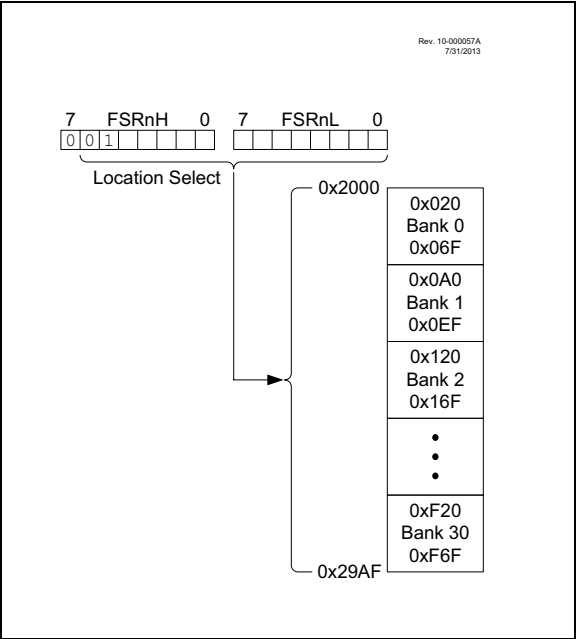 Rev. 10-000057A
7/31/2013
7 FSRnH 0 7 FSRnL 0
0 0 1
Location Select
0x2000
0x020
Bank 0
0x06F
0x0A0
Bank 1
0x0EF
0x120
Bank 2
0x16F
0xF20
Bank 30
0xF6F
0x29AF